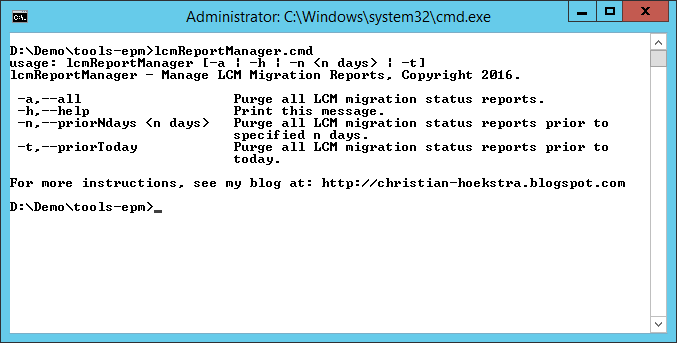 Administrator: C:\Windows\system32\cmd.exe
D:\Demo\tools-epm>lcmReportManager.cmd
usage: lcmReportManager [-a ¦ -h ¦ -n <n days> ¦ -t]
lcmReportManager - Manage LCM Migration Reports, Copyright 2016.
-a,--all Purge all LCM migration status reports.
-h,--help Print this message.
-n,--priorNdays <n days> Purge all LCM migration status reports prior to
specified n days.
-t,--priorToday Purge all LCM migration status reports prior to
today.
For more instructions, see my blog at: http://christian-hoekstra.blogspot.com
D:\Demo\tools-epm>_